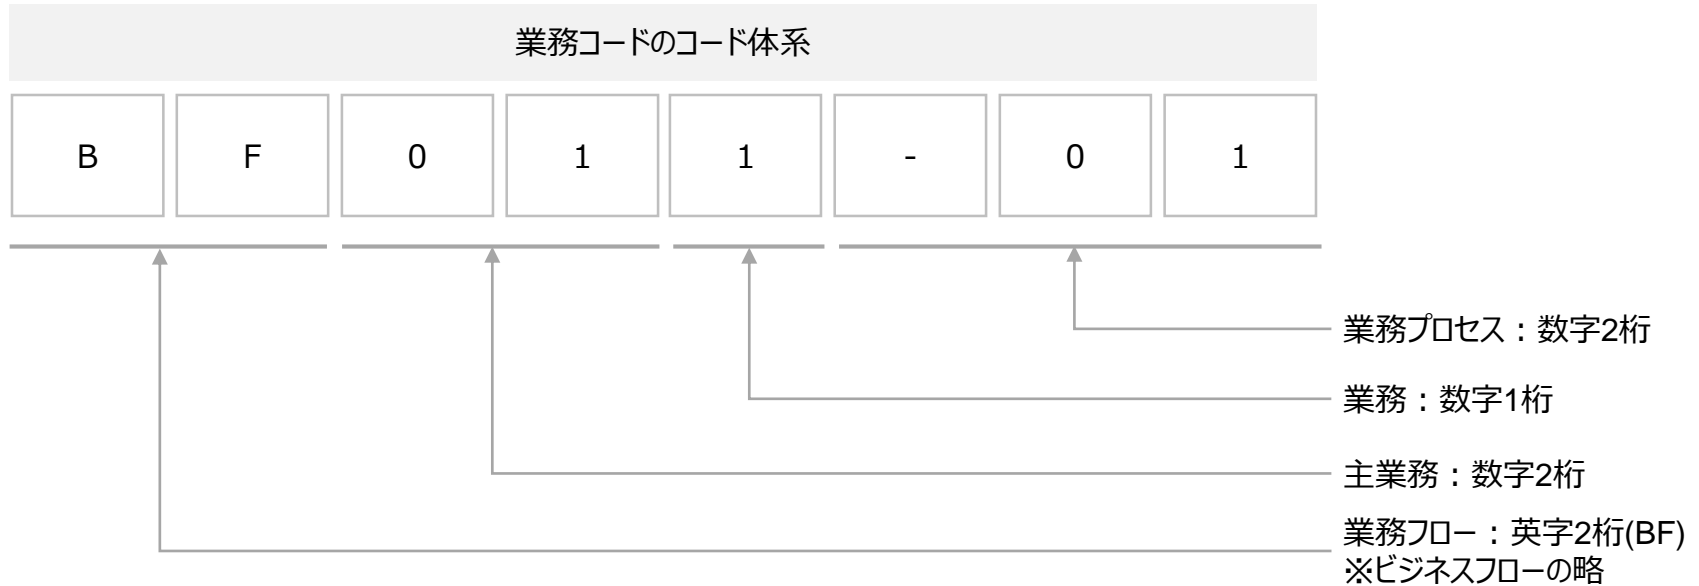 業務コードのコード体系
B F 0 1 1 - 0 1
業務プロセス：数字2桁
業務：数字1桁
主業務：数字2桁
業務フロー：英字2桁(BF)
※ビジネスフローの略